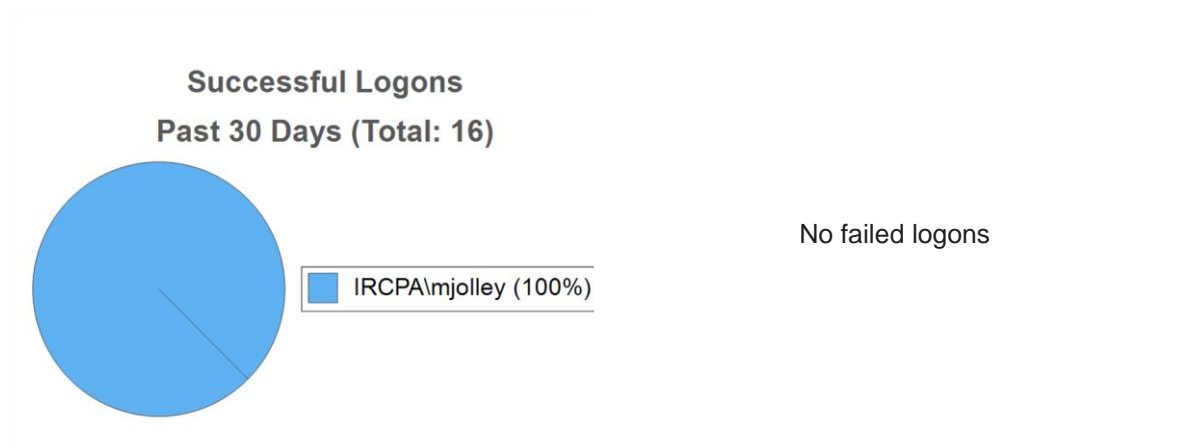 Successful Logons
Past 30 Days (Total: 16)
No failed logons
IRCPA\mjolley (100%)